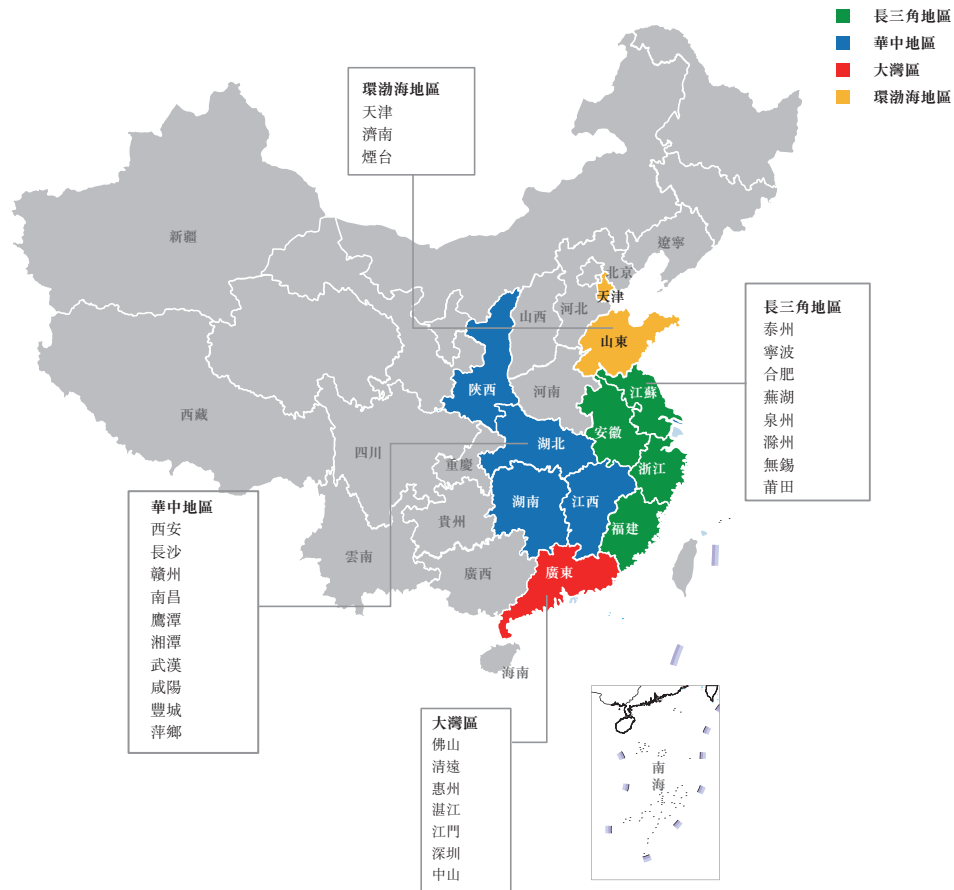 長三角地區
華中地區
大灣區
環渤海地區
環渤海地區
天津
濟南
煙台
新疆
遼寧
北京
天津
河北
山西
山東
長三角地區
泰州
寧波
合肥
蕪湖
泉州
滁州
無錫
莆田
陝西
河南
江蘇
西藏
安徽
四川
湖北
重慶
浙江
湖南
江西
貴州
福建
雲南
廣西
廣東
海南
華中地區
西安
長沙
贛州
南昌
鷹潭
湘潭
武漢
咸陽
豐城
萍鄉
大灣區
佛山
清遠
惠州
湛江
江門
深圳
中山
南
海